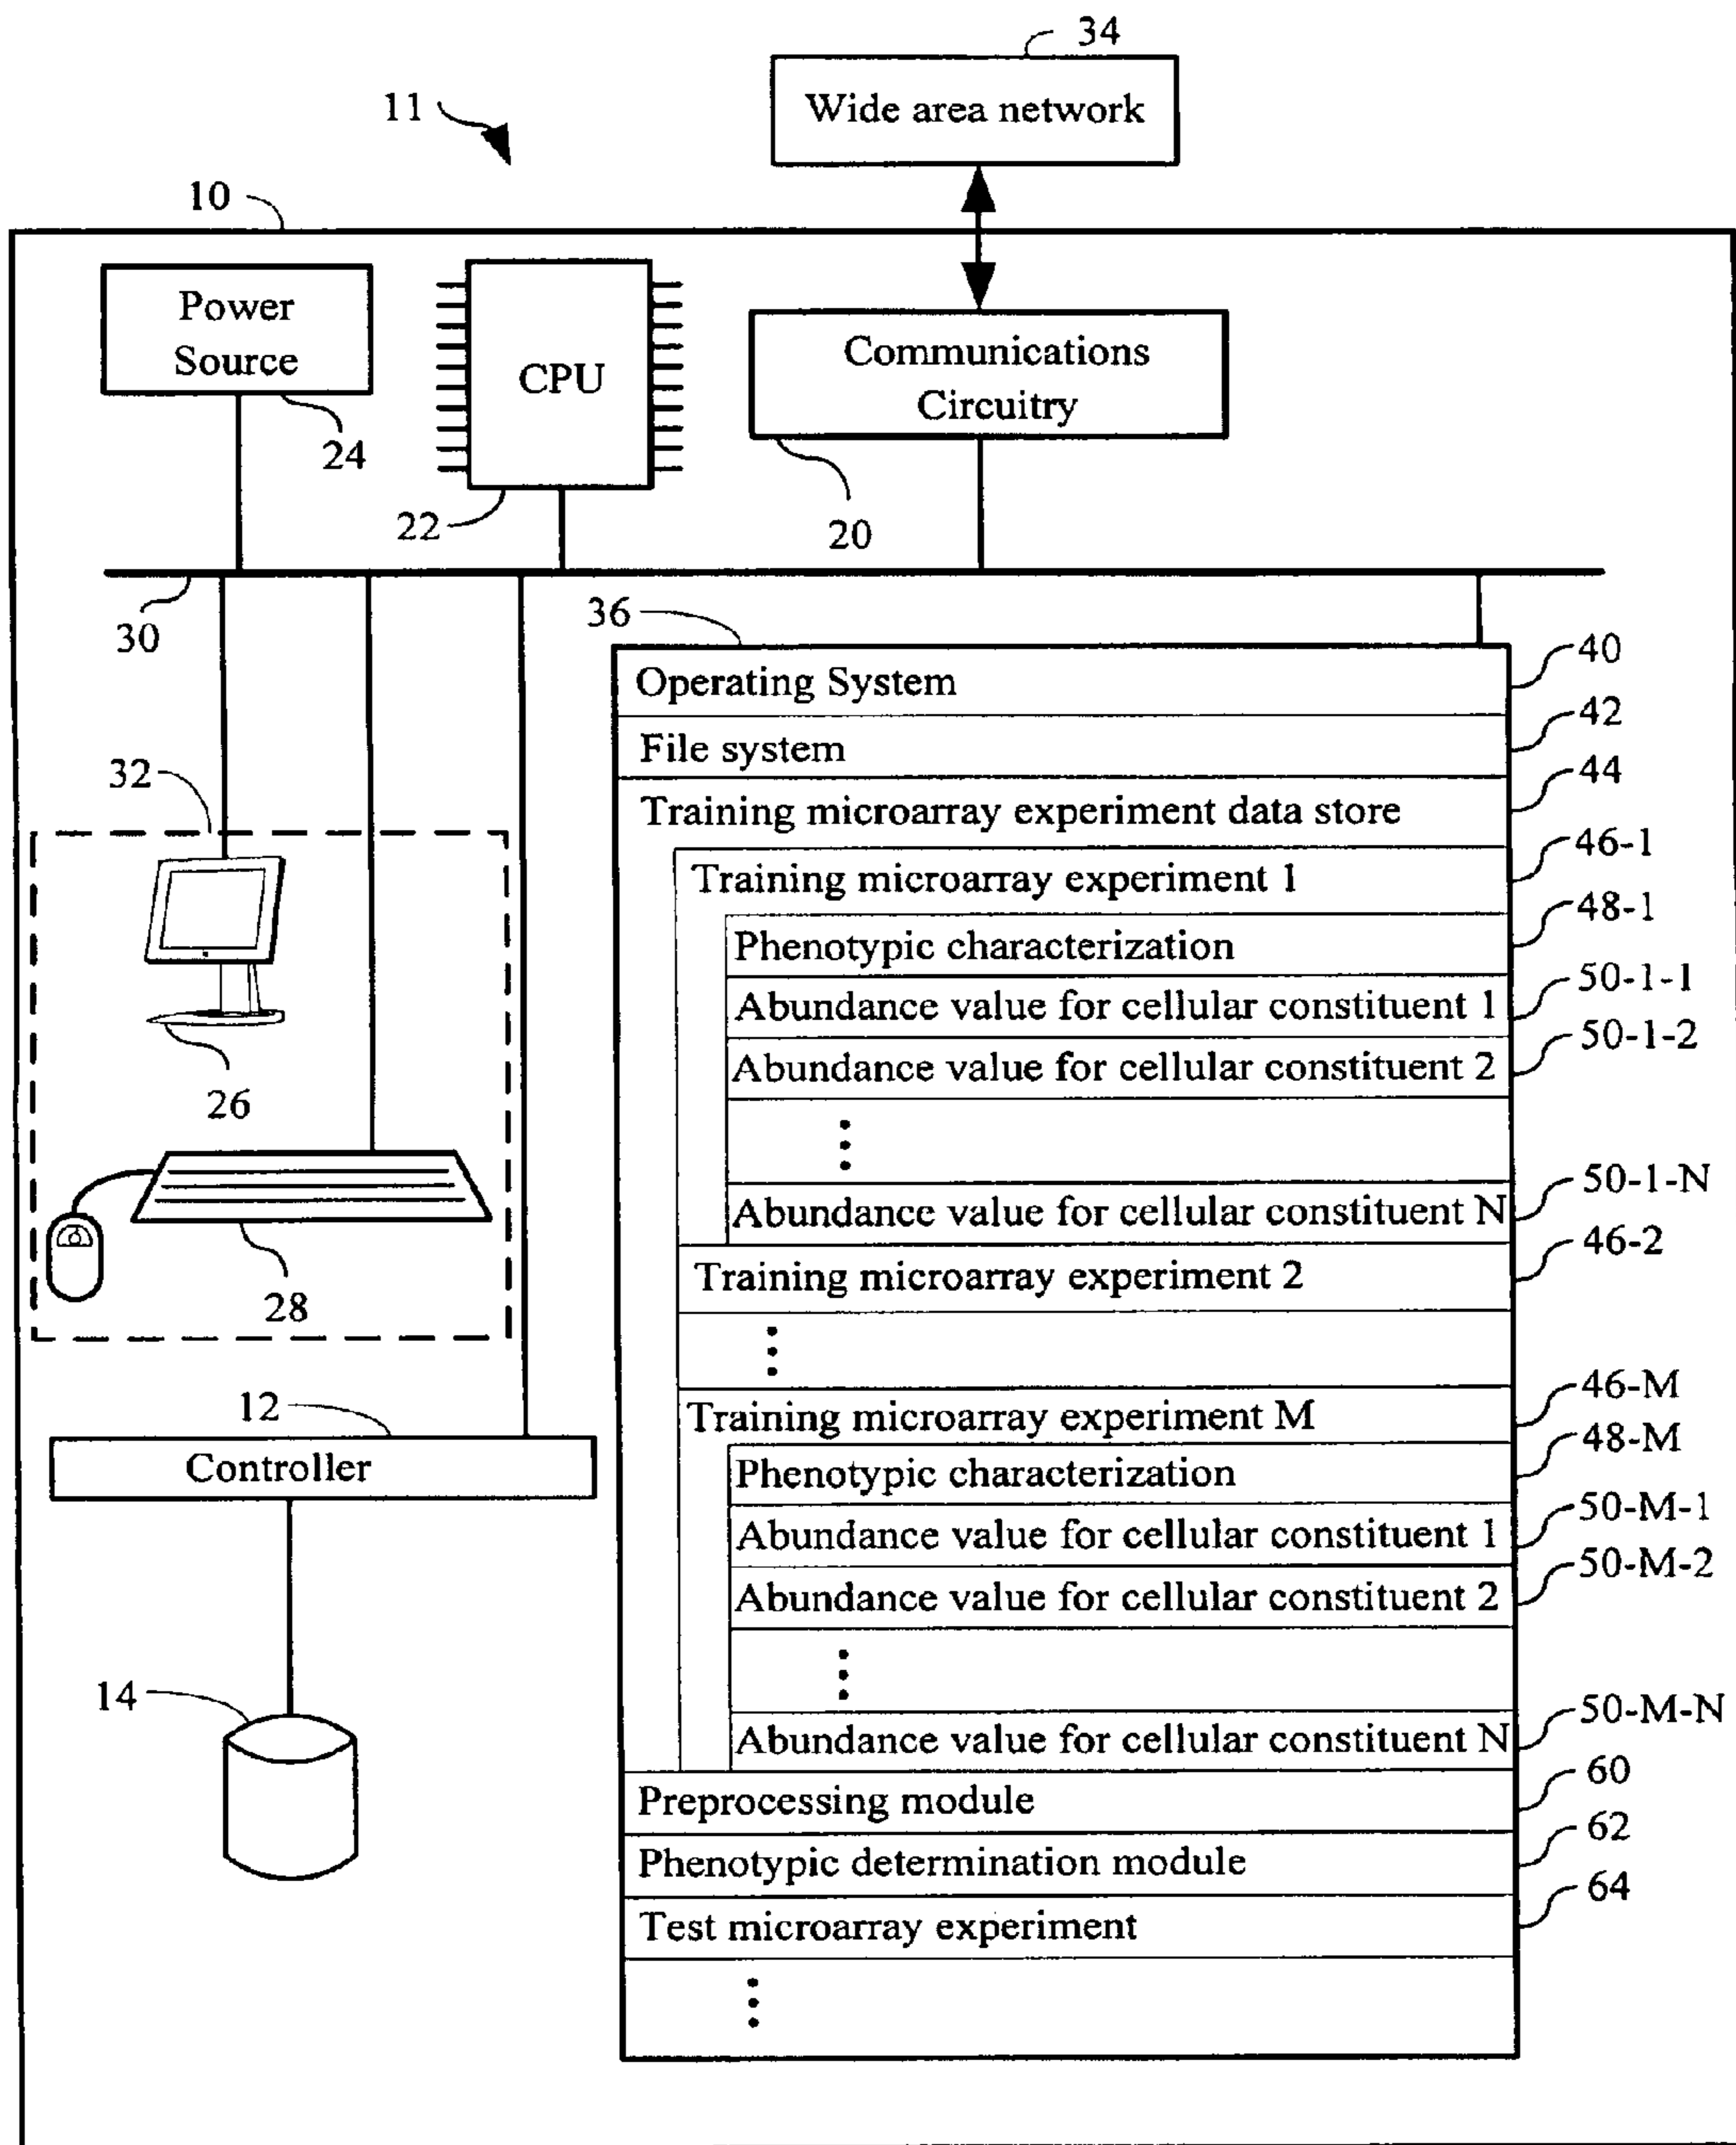 34
Wide area network
11
10
Power
Source
24
CPU
22
Communications
Circuitry
20
30
36
Operating System
40
File system
42
Training microarray experiment data store
44
Training microarray experiment 1
46-1
Phenotypic characterization
48-1
Abundance value for cellular constituent 1
50-1-1
Abundance value for cellular constituent 2
50-1-2
Abundance value for cellular constituent N
50-1-N
Training microarray experiment 2
46-2
Training microarray experiment M
46-M
Phenotypic characterization
48-M
Abundance value for cellular constituent 1
50-M-1
Abundance value for cellular constituent 2
50-M-2
Abundance value for cellular constituent N
50-M-N
Preprocessing module
60
Phenotypic determination module
62
Test microarray experiment
64
32
26
28
12
Controller
14